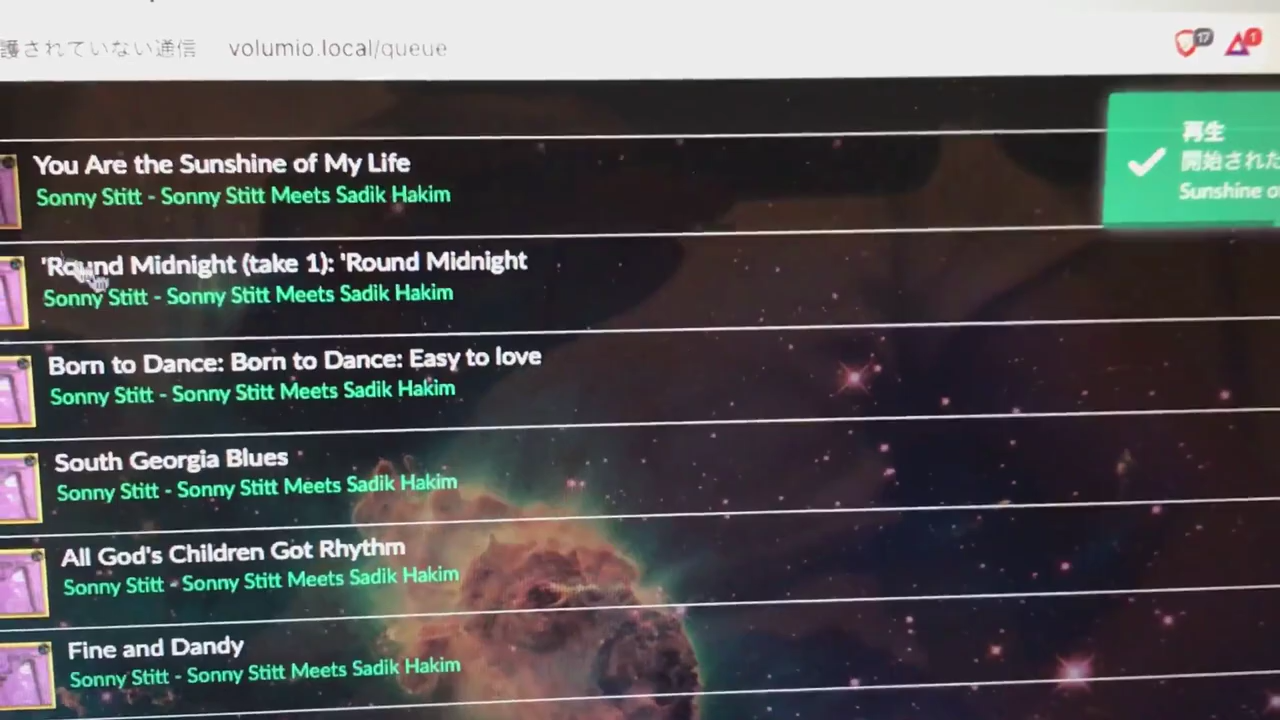 護されていない通信 volumio.local/queue
17
1
再生
開始された
Sunshine o
You Are the Sunshine of My Life
Sonny Stitt - Sonny Stitt Meets Sadik Hakim
'Round Midnight (take 1): 'Round Midnight
Sonny Stitt - Sonny Stitt Meets Sadik Hakim
Born to Dance: Born to Dance: Easy to love
Sonny Stitt - Sonny Stitt Meets Sadik Hakim
South Georgia Blues
Sonny Stitt - Sonny Stitt Meets Sadik Hakim
All God's Children Got Rhythm
Sonny Stitt - Sonny Stitt Meets Sadik Hakim
Fine and Dandy
Sonny Stitt - Sonny Stitt Meets Sadik Hakim